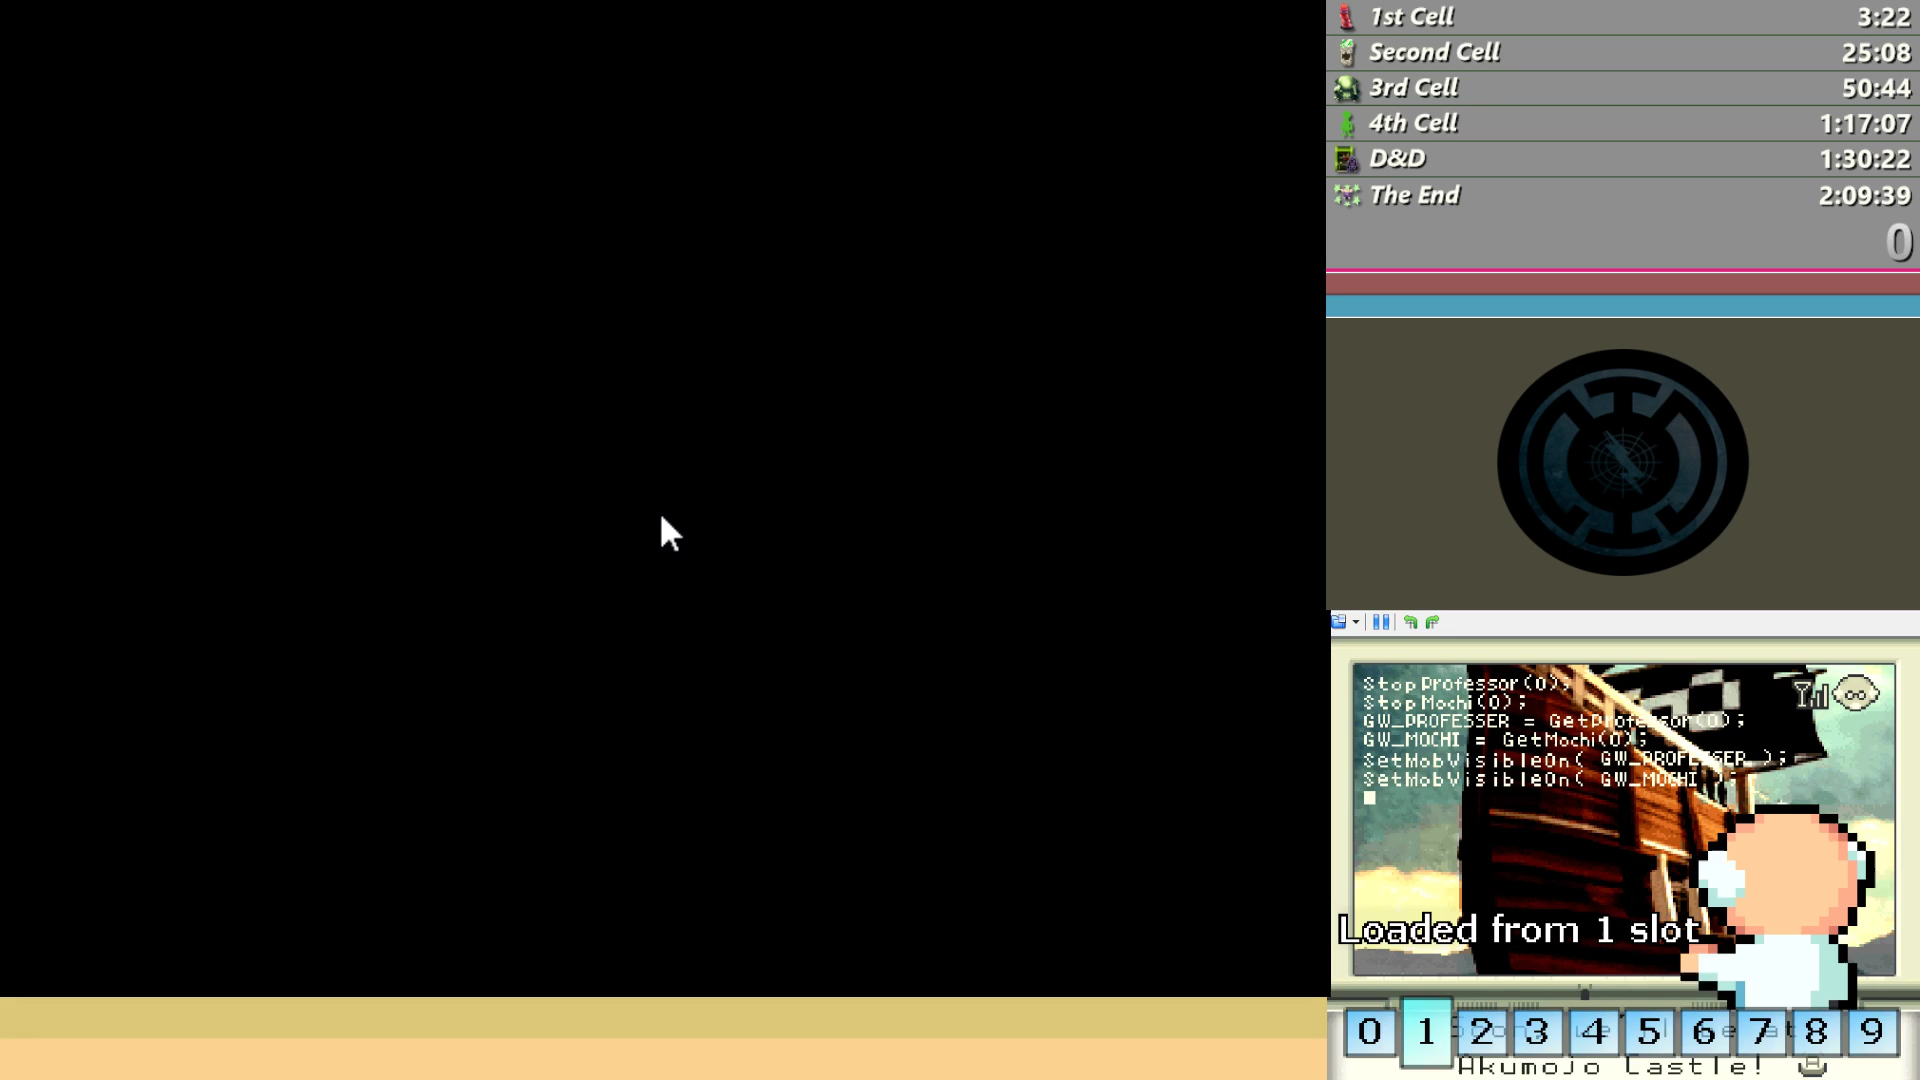 1st Cell 3:22
Second Cell 25:08
3rd Cell 50:44
4th Cell 1:17:07
D&D 1:30:22
The End 2:09:39
0
StopProfessor(0);
StopMochi(0);
GW_PROFESSER = GetProfessor(0);
GW_MOCHI = GetMochi(0);
SetMobVisibleOn( GW_PROFESSER );
SetMobVisibleOn( GW_MOCHI );
Loaded from 1 slot
0 1 2 3 4 5 6 7 8 9
Akumojo Castle!